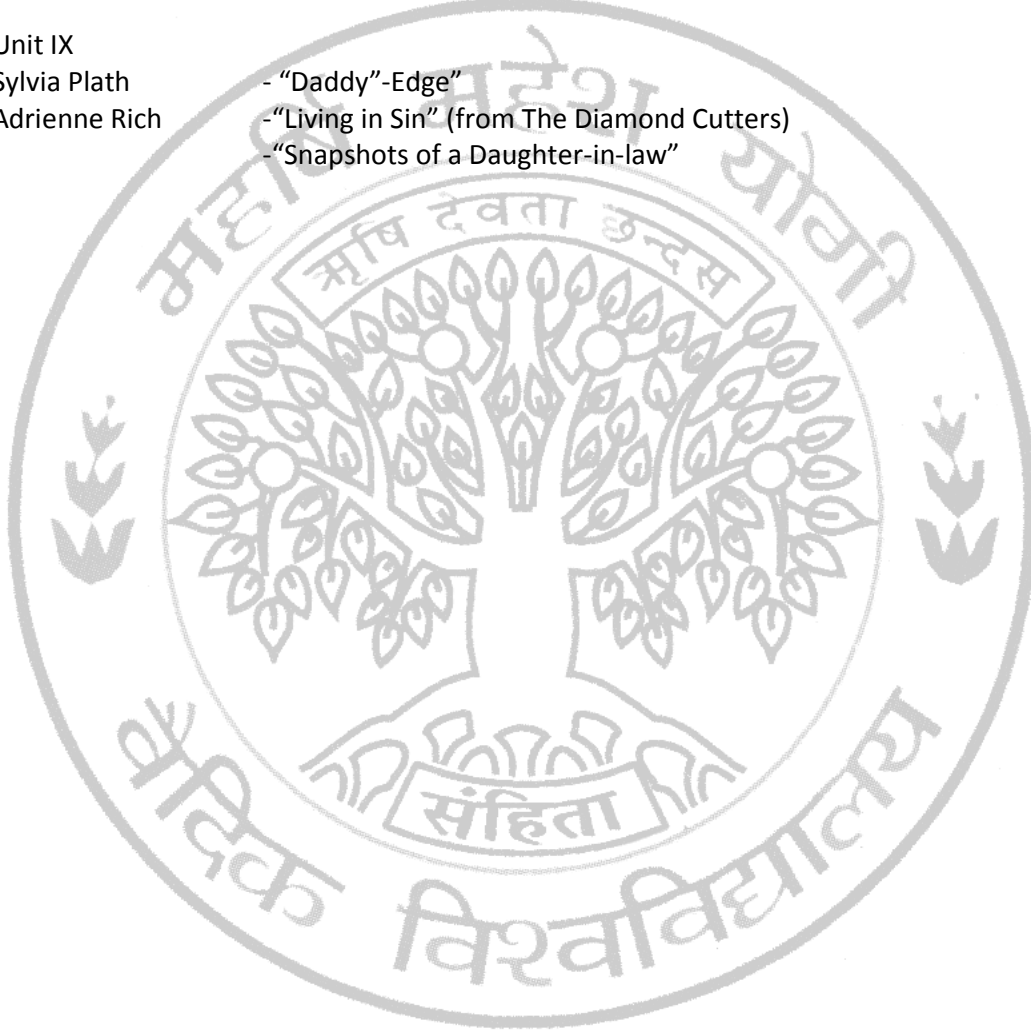 Unit IX
Sylvia Plath - “Daddy”-Edge”
Adrienne Rich -“Living in Sin” (from The Diamond Cutters)
-“Snapshots of a Daughter-in-law”
महर्षि महेश योगी
ऋषि देवता छन्दस
संहिता
वैदिक विश्वविद्यालय